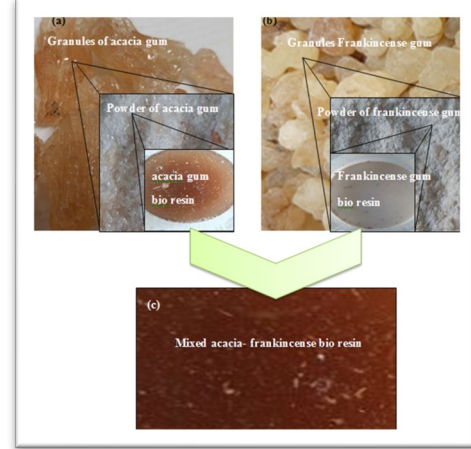 (a)
Granules of acacia gum
Powder of acacia gum
acacia gum
bio resin
(b)
Granules Frankincense gum
Powder of frankincense gum
Frankincense gum
bio resin
(c)
Mixed acacia- frankincense bio resin